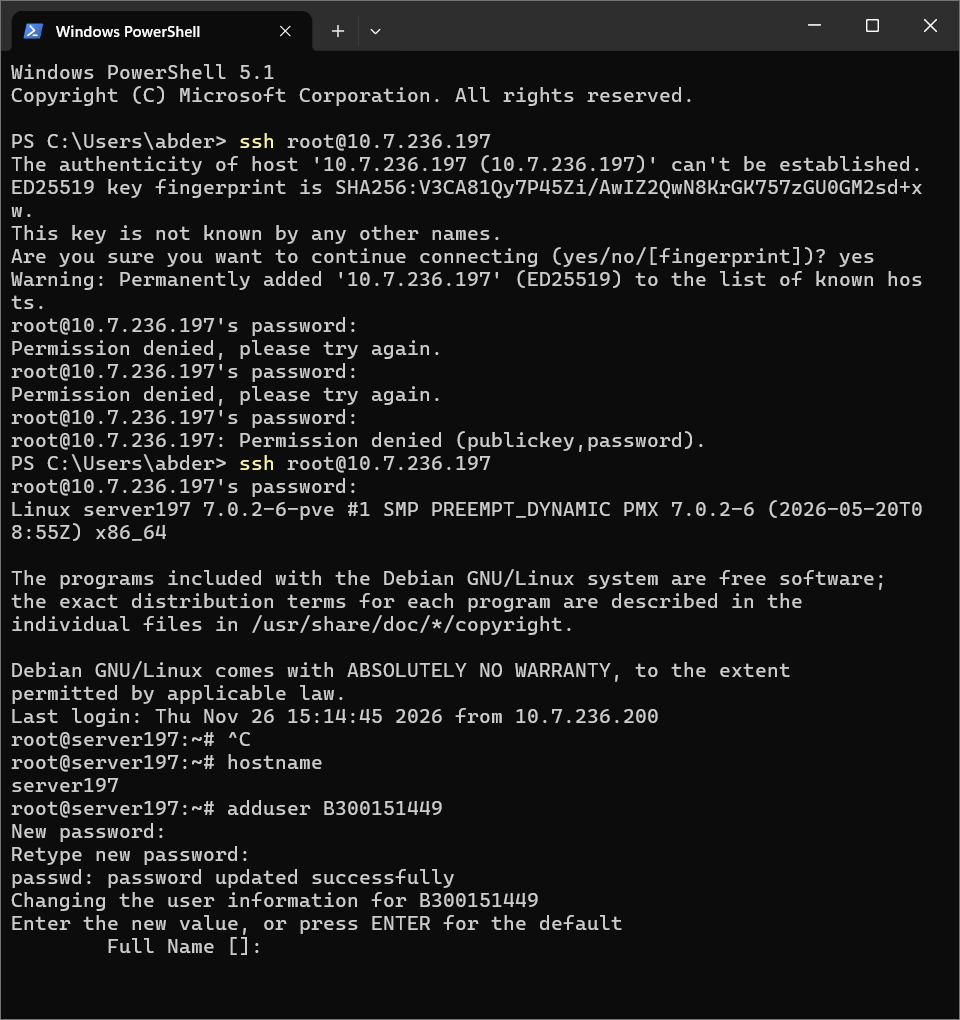 Windows PowerShell
Windows PowerShell 5.1
Copyright (C) Microsoft Corporation. All rights reserved.
PS C:\Users\abder> ssh root@10.7.236.197
The authenticity of host '10.7.236.197 (10.7.236.197)' can't be established.
ED25519 key fingerprint is SHA256:V3CA81Qy7P45Zi/AwIZ2QwN8KrGK757zGU0GM2sd+x
w.
This key is not known by any other names.
Are you sure you want to continue connecting (yes/no/[fingerprint])? yes
Warning: Permanently added '10.7.236.197' (ED25519) to the list of known hos
ts.
root@10.7.236.197's password:
Permission denied, please try again.
root@10.7.236.197's password:
Permission denied, please try again.
root@10.7.236.197's password:
root@10.7.236.197: Permission denied (publickey,password).
PS C:\Users\abder> ssh root@10.7.236.197
root@10.7.236.197's password:
Linux server197 7.0.2-6-pve #1 SMP PREEMPT_DYNAMIC PMX 7.0.2-6 (2026-05-20T0
8:55Z) x86_64
The programs included with the Debian GNU/Linux system are free software;
the exact distribution terms for each program are described in the
individual files in /usr/share/doc/*/copyright.
Debian GNU/Linux comes with ABSOLUTELY NO WARRANTY, to the extent
permitted by applicable law.
Last login: Thu Nov 26 15:14:45 2026 from 10.7.236.200
root@server197:~# ^C
root@server197:~# hostname
server197
root@server197:~# adduser B300151449
New password:
Retype new password:
passwd: password updated successfully
Changing the user information for B300151449
Enter the new value, or press ENTER for the default
Full Name []: